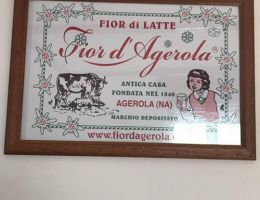 FIOR di LATTE
Fior d'Agerola®
ANTICA CASA
FONDATA NEL 1840
AGEROLA (NA)
MARCHIO DEPOSITATO
www.fiordagerola.